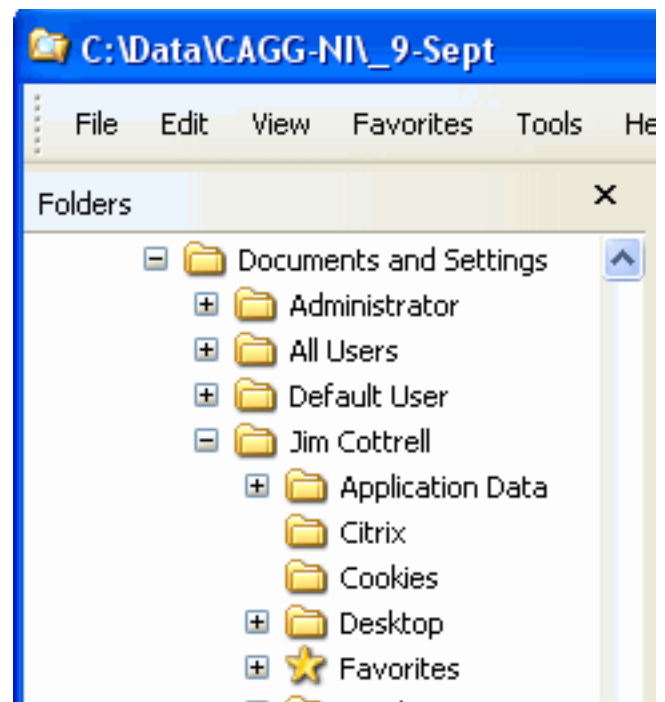 C:\Data\CAGG-NI\_9-Sept
File Edit View Favorites Tools He
Folders
Documents and Settings
Administrator
All Users
Default User
Jim Cottrell
Application Data
Citrix
Cookies
Desktop
Favorites